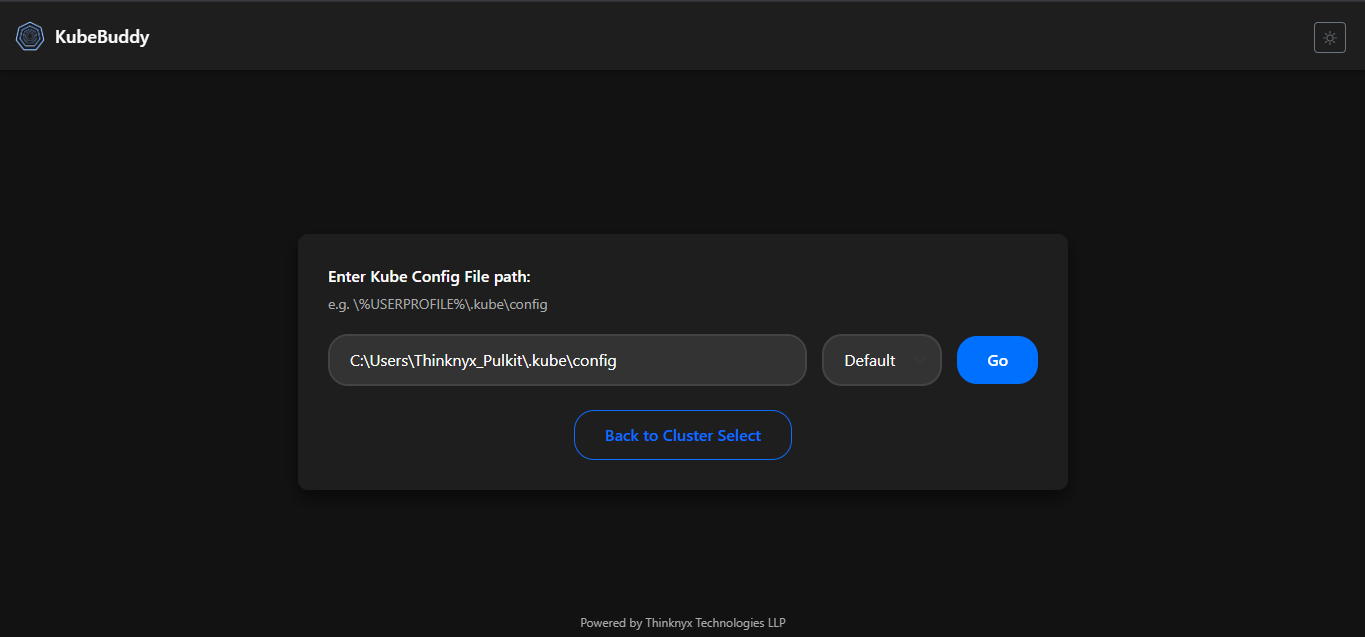 KubeBuddy
Enter Kube Config File path:
e.g. \%USERPROFILE%\.kube\config
C:\Users\Thinknyx_Pulkit\.kube\config
Default
Go
Back to Cluster Select
Powered by Thinknyx Technologies LLP